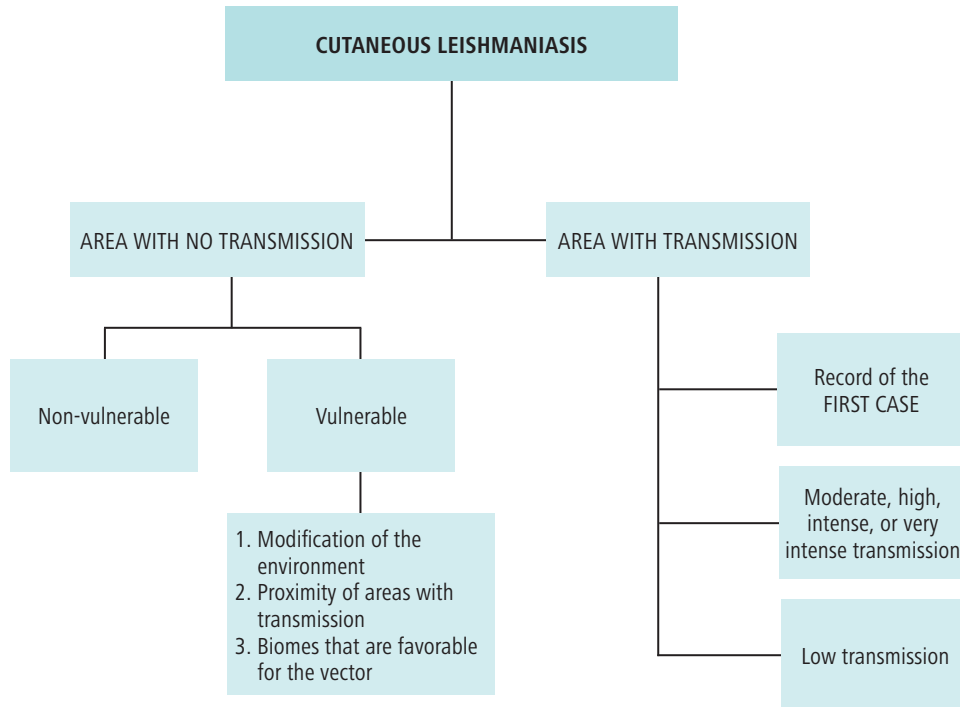 CUTANEOUS LEISHMANIASIS
AREA WITH NO TRANSMISSION
AREA WITH TRANSMISSION
Non-vulnerable
Vulnerable
1. Modification of the
environment
2. Proximity of areas with
transmission
3. Biomes that are favorable
for the vector
Record of the
FIRST CASE
Moderate, high,
intense, or very
intense transmission
Low transmission